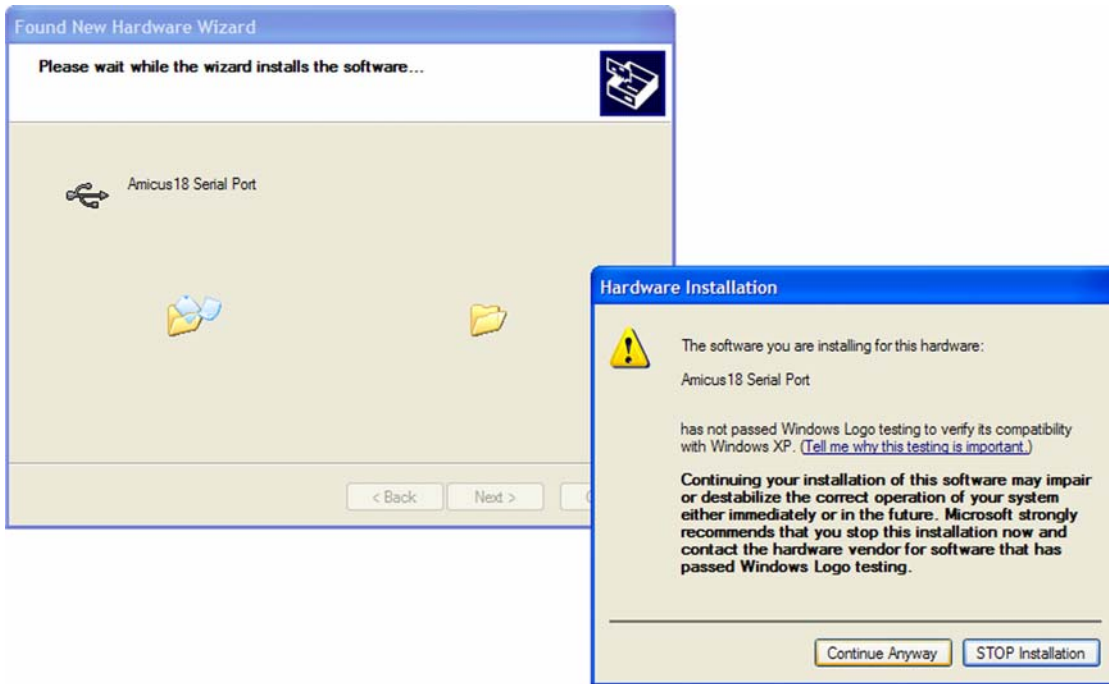 Found New Hardware Wizard
Please wait while the wizard installs the software...
Amicus18 Serial Port
< Back
Next >
Hardware Installation
The software you are installing for this hardware:
Amicus18 Serial Port
has not passed Windows Logo testing to verify its compatibility
with Windows XP. (Tell me why this testing is important.)
Continuing your installation of this software may impair
or destabilize the correct operation of your system
either immediately or in the future. Microsoft strongly
recommends that you stop this installation now and
contact the hardware vendor for software that has
passed Windows Logo testing.
Continue Anyway
STOP Installation